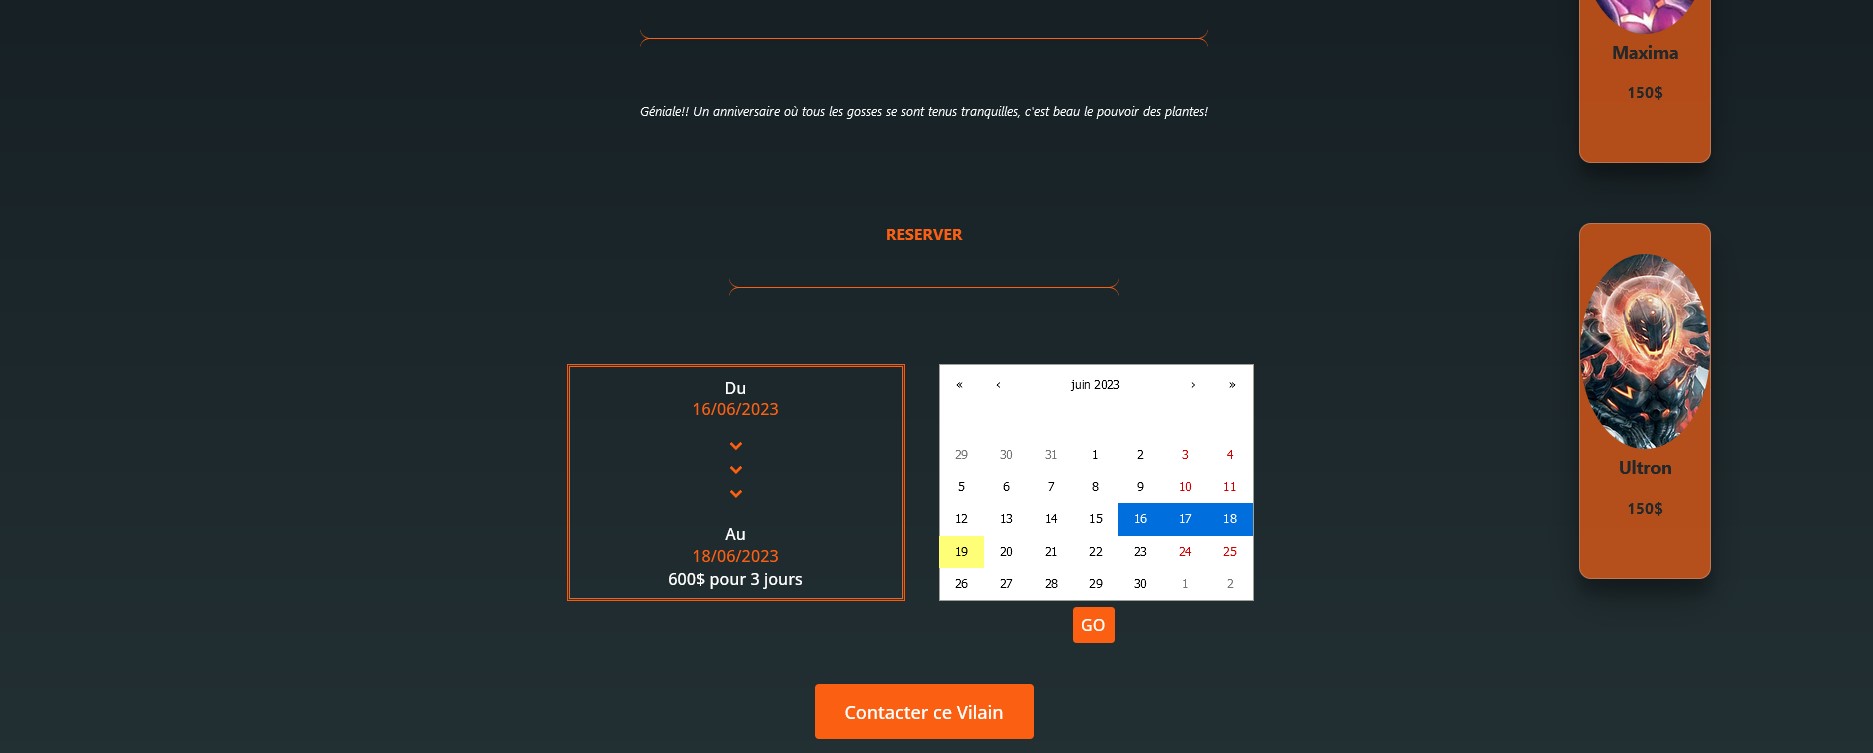 Maxima
150$
Géniale!! Un anniversaire où tous les gosses se sont tenus tranquilles, c'est beau le pouvoir des plantes!
RESERVER
Du
16/06/2023
Au
18/06/2023
600$ pour 3 jours
« ‹ juin 2023 › »
29 30 31 1 2 3 4
5 6 7 8 9 10 11
12 13 14 15 16 17 18
19 20 21 22 23 24 25
26 27 28 29 30 1 2
GO
Contacter ce Vilain
Ultron
150$